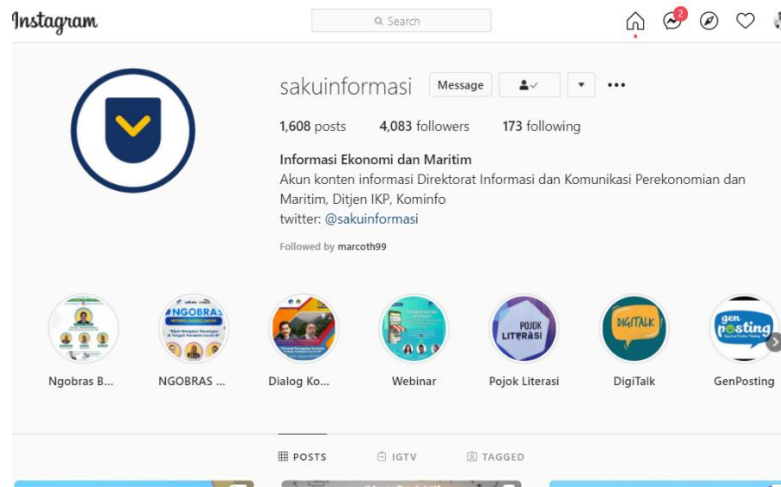 Instagram
Search
2
sakuinformasi Message
1,608 posts 4,083 followers 173 following
Informasi Ekonomi dan Maritim
Akun konten informasi Direktorat Informasi dan Komunikasi Perekonomian dan
Maritim, Ditjen IKP, Kominfo
twitter: @sakuinformasi
Followed by marcoth99
NGOBRAS
POJOK
LITERASI
DIGITALK
gen
posting
Ngobras B... NGOBRAS ... Dialog Ko... Webinar Pojok Literasi DigiTalk GenPosting
POSTS IGTV TAGGED